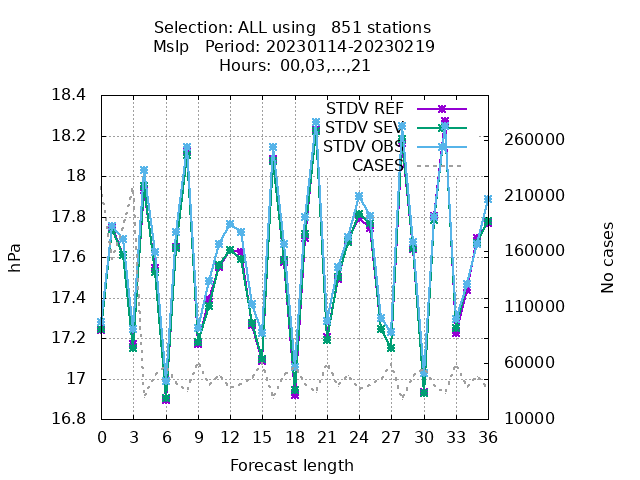 Selection: ALL using   851 stations
Mslp   Period: 20230114-20230219
Hours: 00,03,...,21
18.4
18.2
18
17.8
17.6
17.4
17.2
17
16.8
hPa
STDV REF
STDV SEV
STDV OBS
CASES
260000
210000
160000
110000
60000
10000
No cases
0 3 6 9 12 15 18 21 24 27 30 33 36
Forecast length